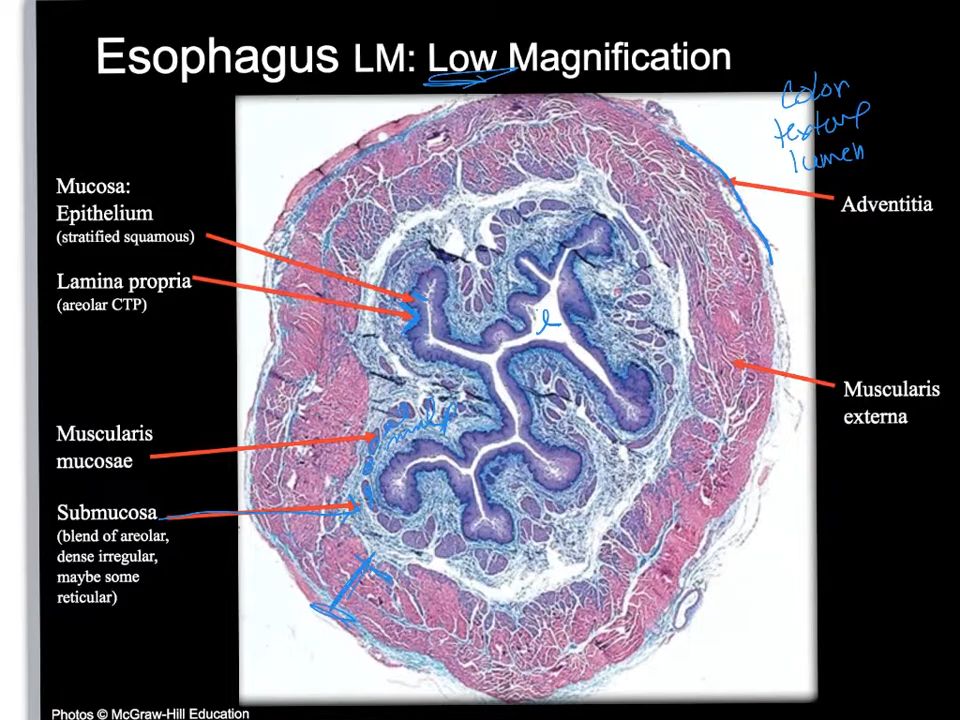 Esophagus LM: Low Magnification
color
texture
lumen
Mucosa:
Epithelium
(stratified squamous)
Lamina propria
(areolar CTP)
Muscularis
mucosae
Submucosa
(blend of areolar,
dense irregular,
maybe some
reticular)
Adventitia
Muscularis
externa
l
Photos © McGraw-Hill Education